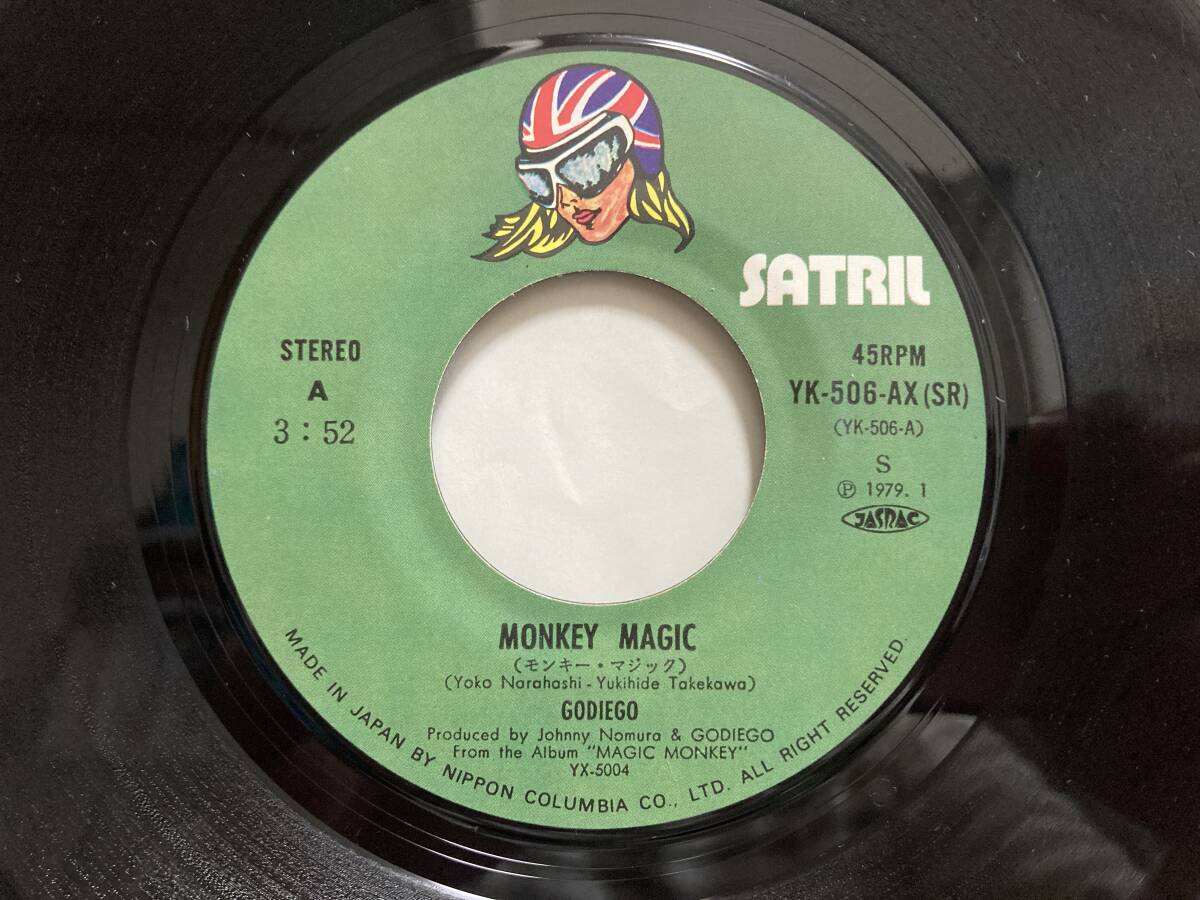 SATRIL
STEREO
A
3:52
45RPM
YK-506-AX(SR)
(YK-506-A)
S
Ⓟ 1979. 1
JASRAC
MONKEY MAGIC
(モンキー・マジック)
(Yoko Narahashi - Yukihide Takekawa)
GODIEGO
Produced by Johnny Nomura & GODIEGO
From the Album "MAGIC MONKEY"
YX-5004
MADE IN JAPAN BY NIPPON COLUMBIA CO., LTD. ALL RIGHT RESERVED.